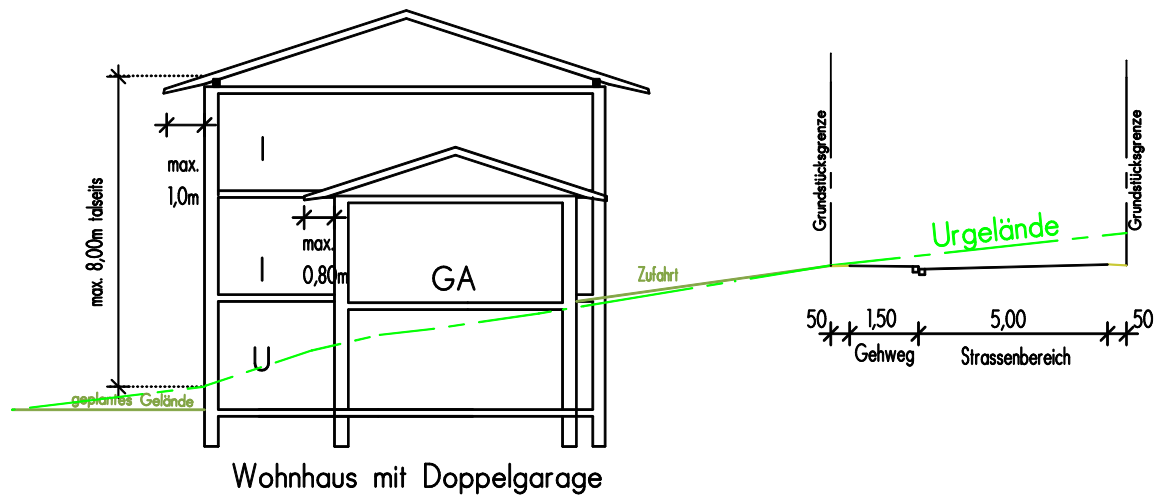 I
max.
1,0m
max. 8,00m talseits
I
max.
0,80m
GA
U
geplantes Gelände
Zufahrt
Urgelände
Grundstücksgrenze
Grundstücksgrenze
50 1,50 5,00 50
Gehweg Strassenbereich
Wohnhaus mit Doppelgarage